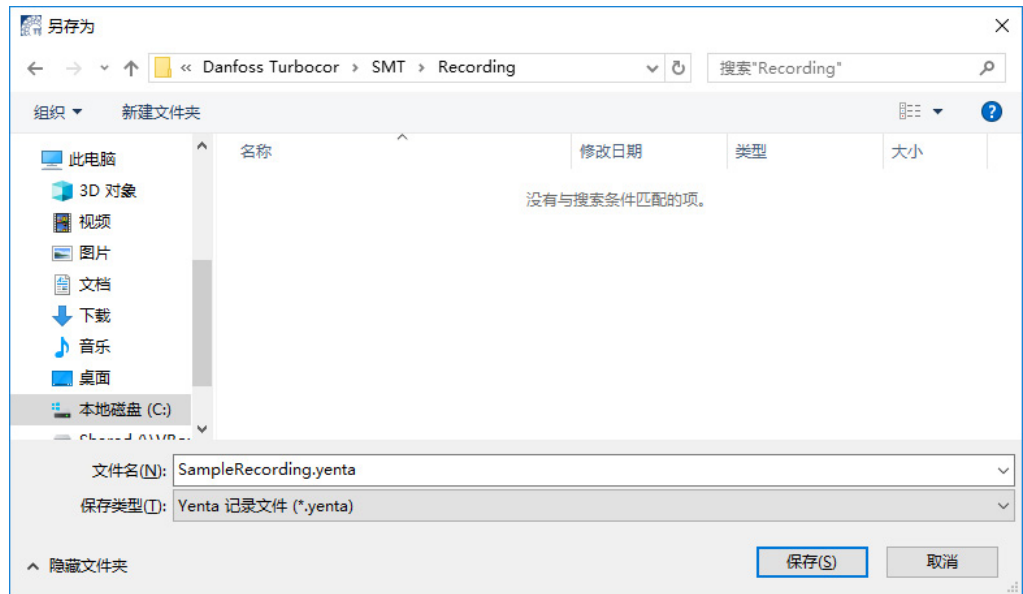 另存为
« Danfoss Turbocor › SMT › Recording
搜索"Recording"
组织 新建文件夹
名称 修改日期 类型 大小
没有与搜索条件匹配的项。
此电脑
3D 对象
视频
图片
文档
下载
音乐
桌面
本地磁盘 (C:)
文件名(N): SampleRecording.yenta
保存类型(T): Yenta 记录文件 (*.yenta)
隐藏文件夹
保存(S) 取消